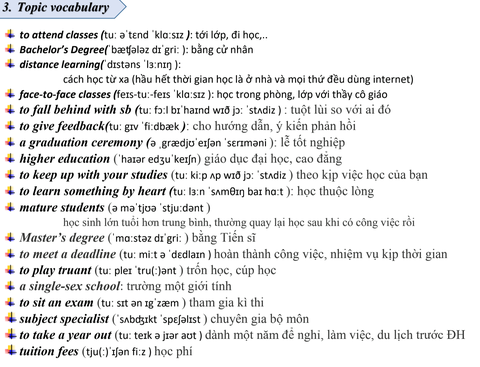 3. Topic vocabulary
to attend classes (tuː əˈtɛnd ˈklɑːsɪz ): tới lớp, đi học,..
Bachelor's Degree(ˈbæʧələz dɪˈgriː ): bằng cử nhân
distance learning(ˈdɪstəns ˈlɜːnɪŋ ):
cách học từ xa (hầu hết thời gian học là ở nhà và mọi thứ đều dùng internet)
face-to-face classes (feɪs-tuː-feɪs ˈklɑːsɪz ): học trong phòng, lớp với thầy cô giáo
to fall behind with sb (tuː fɔːl bɪˈhaɪnd wɪð jɔː ˈstʌdiz ) : tuột lùi so với ai đó
to give feedback(tuː gɪv ˈfiːdbæk ): cho hướng dẫn, ý kiến phản hồi
a graduation ceremony (ə ˌgrædjʊˈeɪʃən ˈsɛrɪməni ): lễ tốt nghiệp
higher education (ˈhaɪər edʒuˈkeɪʃn) giáo dục đại học, cao đẳng
to keep up with your studies (tuː kiːp ʌp wɪð jɔː ˈstʌdiz ) theo kịp việc học của bạn
to learn something by heart (tuː lɜːn ˈsʌmθɪŋ baɪ hɑːt ) : học thuộc lòng
mature students (ə məˈtjʊə ˈstjuːdənt )
học sinh lớn tuổi hơn trung bình, thường quay lại học sau khi có công việc rồi
Master's degree (ˈmɑːstəz dɪˈgriː ) bằng Tiến sĩ
to meet a deadline (tuː miːt ə ˈdɛdlaɪn ) hoàn thành công việc, nhiệm vụ kịp thời gian
to play truant (tuː pleɪ ˈtru(ː)ənt ) trốn học, cúp học
a single-sex school: trường một giới tính
to sit an exam (tuː sɪt ən ɪgˈzæm ) tham gia kì thi
subject specialist (ˈsʌbʤɪkt ˈspɛʃəlɪst ) chuyên gia bộ môn
to take a year out (tuː teɪk ə jɪər aʊt ) dành một năm để nghỉ, làm việc, du lịch trước ĐH
tuition fees (tju(ː)ˈɪʃən fiːz ) học phí